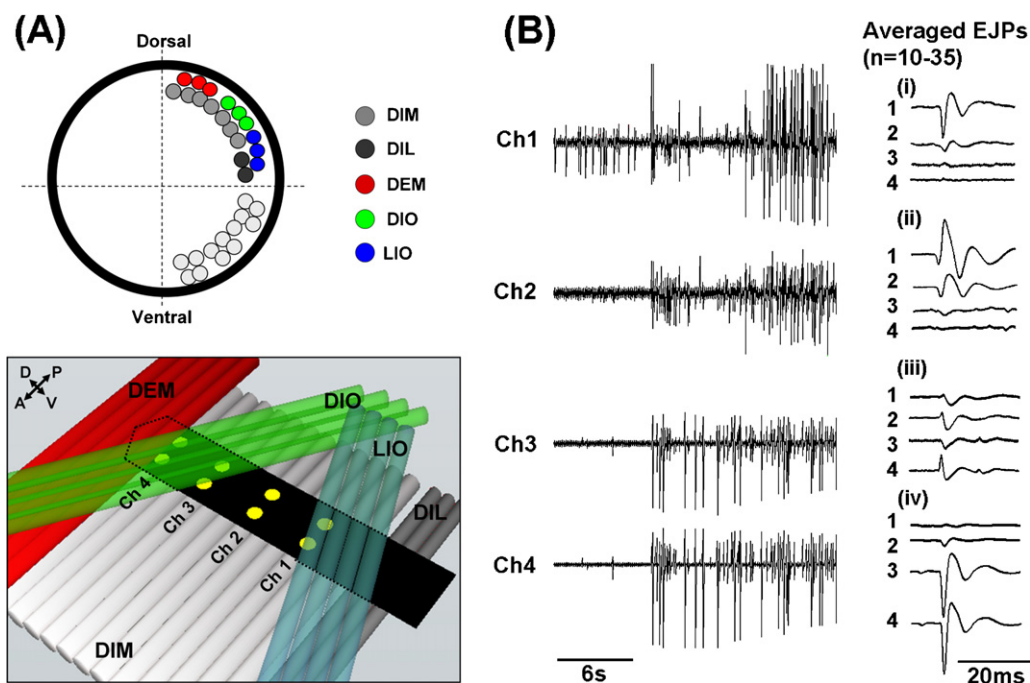 (A)
Dorsal
Ventral
DIM
DIL
DEM
DIO
LIO
D P
A V
DEM
DIO
LIO
DIL
Ch 4
Ch 3
Ch 2
Ch 1
DIM
(B)
Ch1
Ch2
Ch3
Ch4
6s
Averaged EJPs
(n=10-35)
(i)
1
2
3
4
(ii)
1
2
3
4
(iii)
1
2
3
4
(iv)
1
2
3
4
20ms